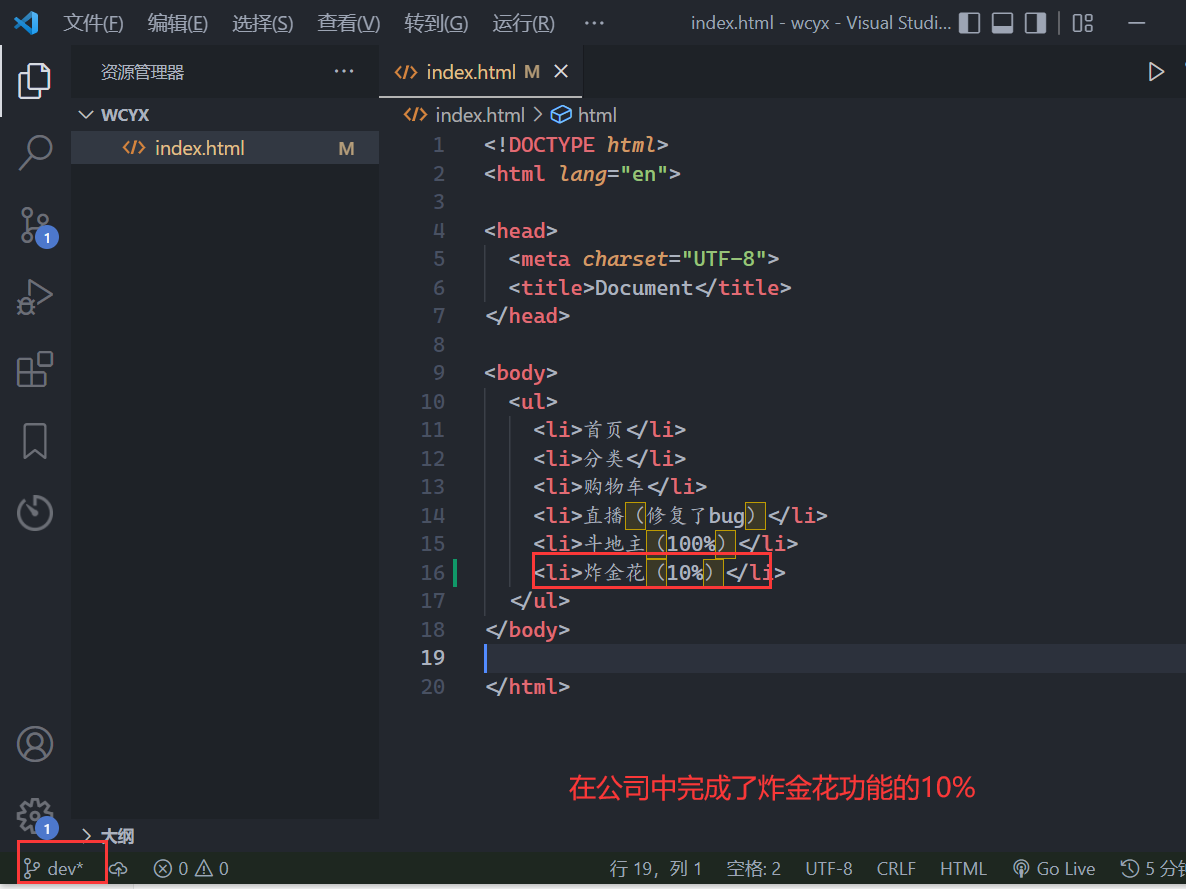 文件(F) 编辑(E) 选择(S) 查看(V) 转到(G) 运行(R) ··· index.html - wcyx - Visual Studi...
资源管理器 ··· index.html M
WCYX
index.html > html
index.html M
1 <!DOCTYPE html>
2 <html lang="en">
3
4 <head>
5 <meta charset="UTF-8">
6 <title>Document</title>
7 </head>
8
9 <body>
10 <ul>
11 <li>首页</li>
12 <li>分类</li>
13 <li>购物车</li>
14 <li>直播（修复了bug）</li>
15 <li>斗地主（100%）</li>
16 <li>炸金花（10%）</li>
17 </ul>
18 </body>
19
20 </html>
1
在公司中完成了炸金花功能的10%
1
大纲
dev* 0 0 行 19，列 1 空格: 2 UTF-8 CRLF HTML Go Live 5 分